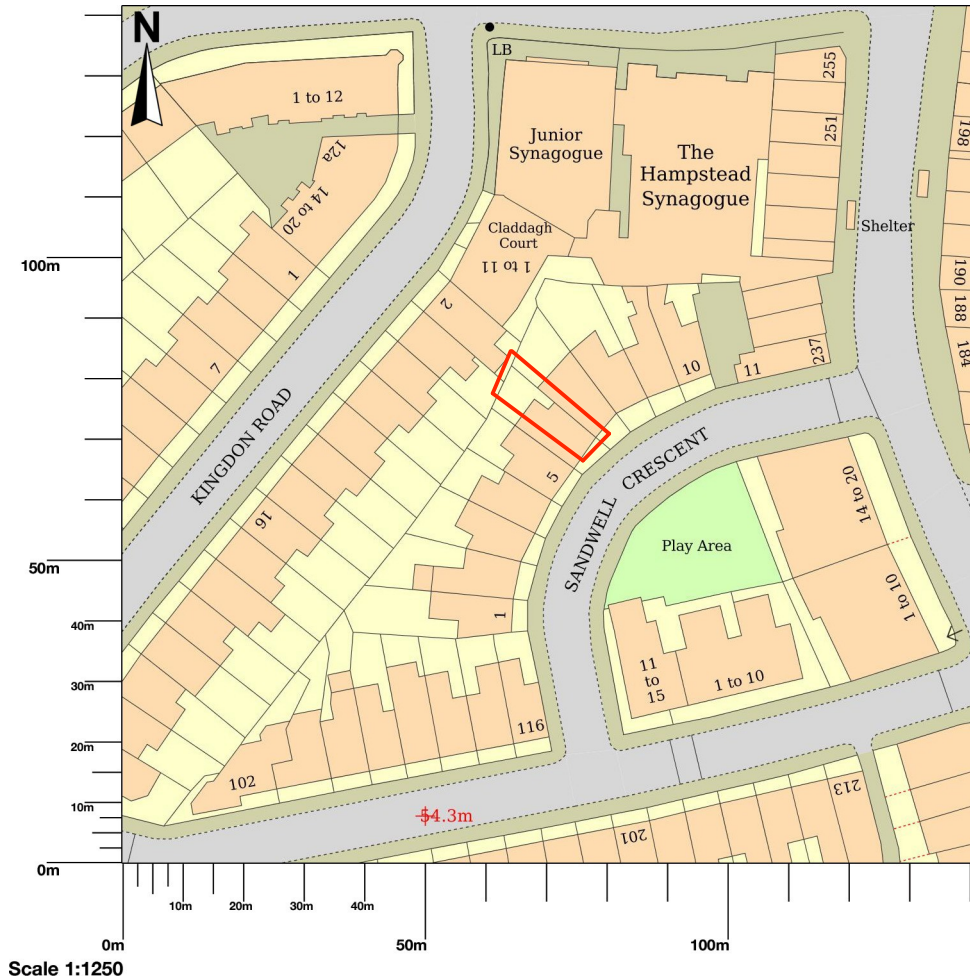 N
LB
1 to 12
12a
14 to 20
1
7
Junior
Synagogue
The
Hampstead
Synagogue
255
251
198
Shelter
Claddagh
Court
1 to 11
2
190
188
184
100m
10
11
237
KINGDON ROAD
5
SANDWELL CRESCENT
16
Play Area
14 to 20
1 to 10
50m
40m
1
11
to
15
1 to 10
30m
20m
116
102
10m
54.3m
201
213
0m
10m
20m
30m
40m
0m
50m
100m
Scale 1:1250